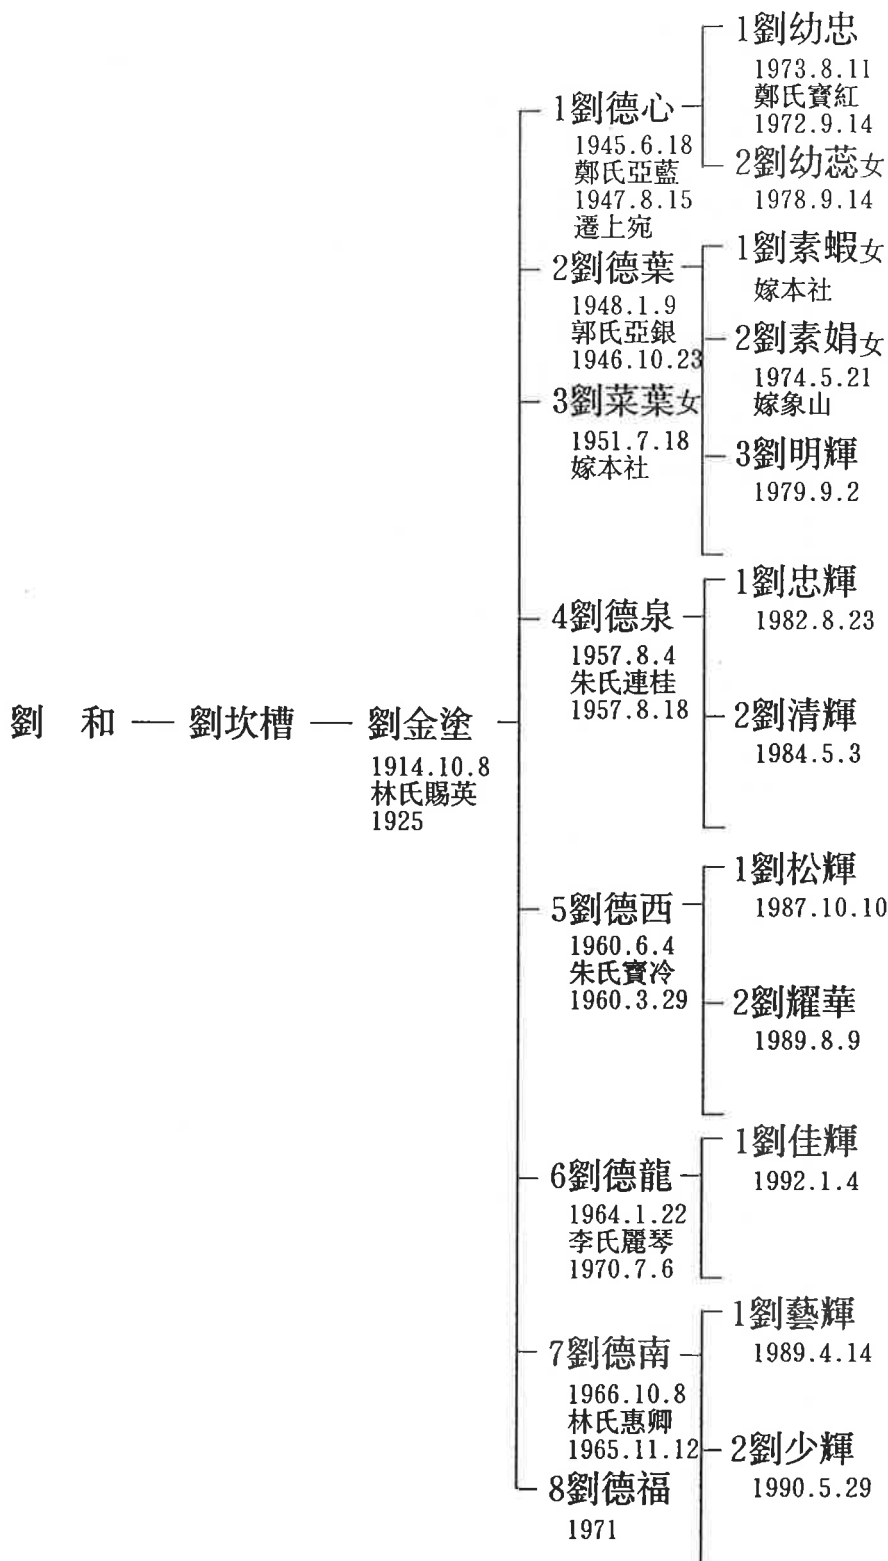 劉　和
劉坎槽
劉金塗
1914.10.8
林氏賜英
1925
1劉德心
1945.6.18
鄭氏亞藍
1947.8.15
遷上宛
1劉幼忠
1973.8.11
鄭氏寶紅
1972.9.14
2劉幼蕊女
1978.9.14
2劉德葉
1948.1.9
郭氏亞銀
1946.10.23
1劉素蝦女
嫁本社
2劉素娟女
1974.5.21
嫁象山
3劉明輝
1979.9.2
3劉菜葉女
1951.7.18
嫁本社
4劉德泉
1957.8.4
朱氏連桂
1957.8.18
1劉忠輝
1982.8.23
2劉清輝
1984.5.3
5劉德西
1960.6.4
朱氏寶冷
1960.3.29
1劉松輝
1987.10.10
2劉耀華
1989.8.9
6劉德龍
1964.1.22
李氏麗琴
1970.7.6
1劉佳輝
1992.1.4
7劉德南
1966.10.8
林氏惠卿
1965.11.12
1劉藝輝
1989.4.14
2劉少輝
1990.5.29
8劉德福
1971